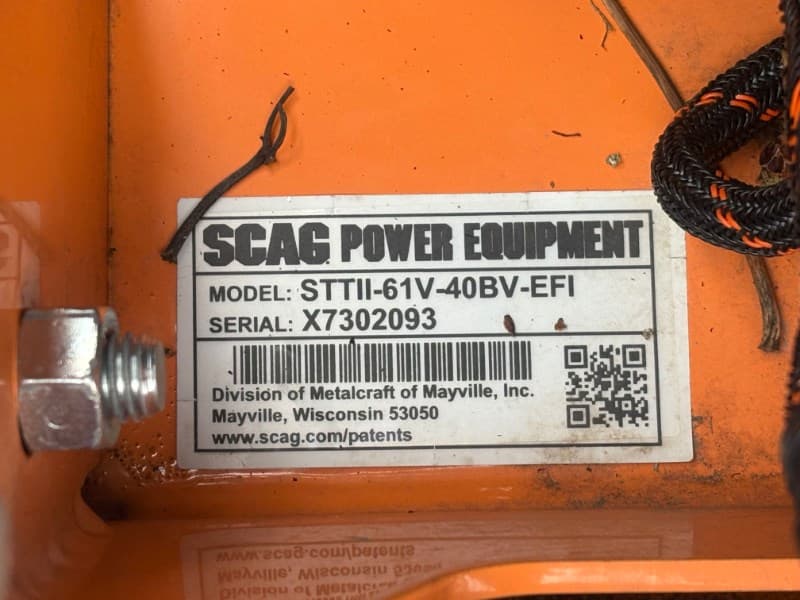 SCAG POWER EQUIPMENT
MODEL: STTII-61V-40BV-EFI
SERIAL: X7302093
Division of Metalcraft of Mayville, Inc.
Mayville, Wisconsin 53050
www.scag.com/patents